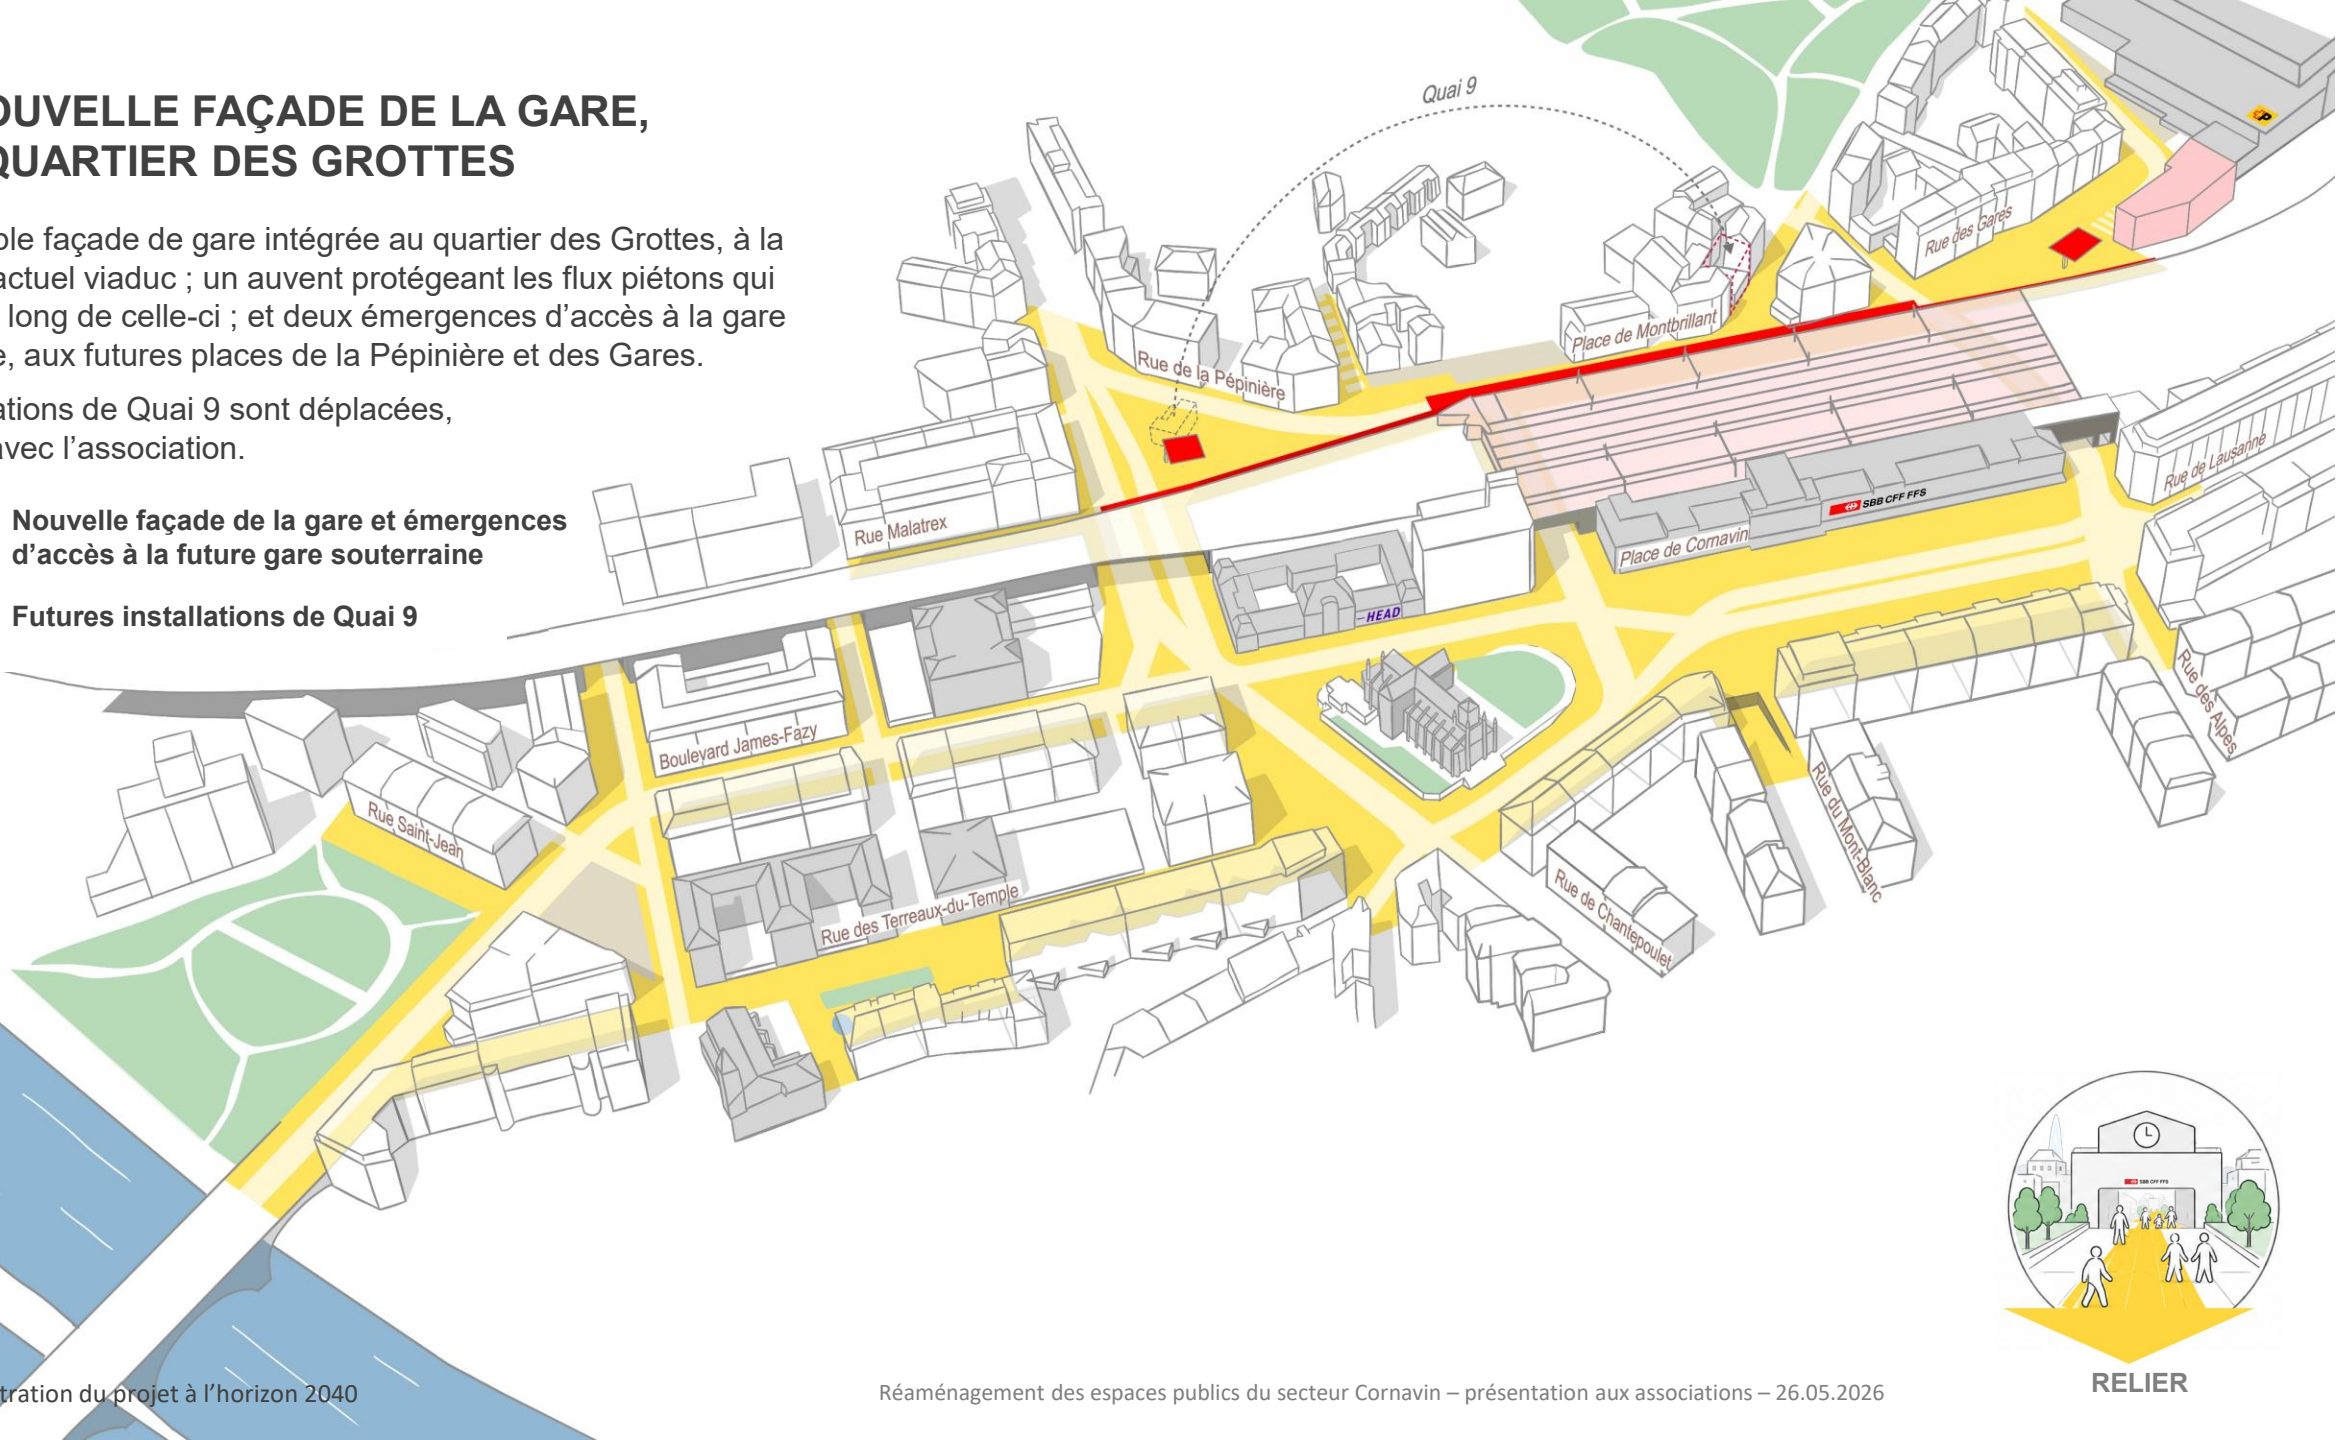 OUVELLE FAÇADE DE LA GARE,
QUARTIER DES GROTTES
ble façade de gare intégrée au quartier des Grottes, à la
actuel viaduc ; un auvent protégeant les flux piétons qui
long de celle-ci ; et deux émergences d’accès à la gare
e, aux futures places de la Pépinière et des Gares.
ations de Quai 9 sont déplacées,
avec l’association.
Nouvelle façade de la gare et émergences
d’accès à la future gare souterraine
Futures installations de Quai 9
Quai 9
P
Rue des Gares
Place de Montbrillant
Rue de la Pépinière
Rue de Lausanne
SBB CFF FFS
Rue Malatrex
Place de Cornavin
HEAD
Rue des Alpes
Boulevard James-Fazy
Rue Saint-Jean
Rue du Mont-Blanc
Rue de Chantepoulet
Rue des Terreaux-du-Temple
SBB CFF FFS
RELIER
tration du projet à l’horizon 2040
Réaménagement des espaces publics du secteur Cornavin – présentation aux associations – 26.05.2026